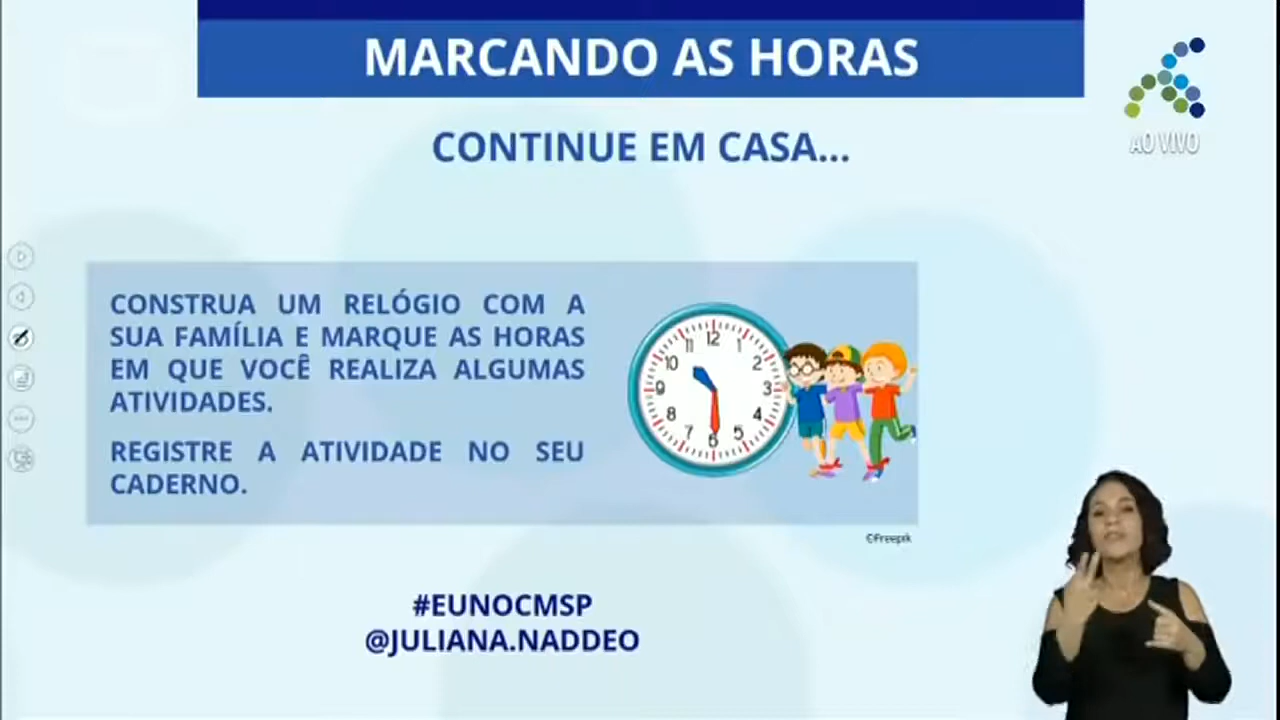 MARCANDO AS HORAS
AO VIVO
CONTINUE EM CASA...
CONSTRUA UM RELÓGIO COM A
SUA FAMÍLIA E MARQUE AS HORAS
EM QUE VOCÊ REALIZA ALGUMAS
ATIVIDADES.
REGISTRE A ATIVIDADE NO SEU
CADERNO.
12
11 1
10 2
9 3
8 4
7 5
6
©Freepik
#EUNOCMSP
@JULIANA.NADDEO